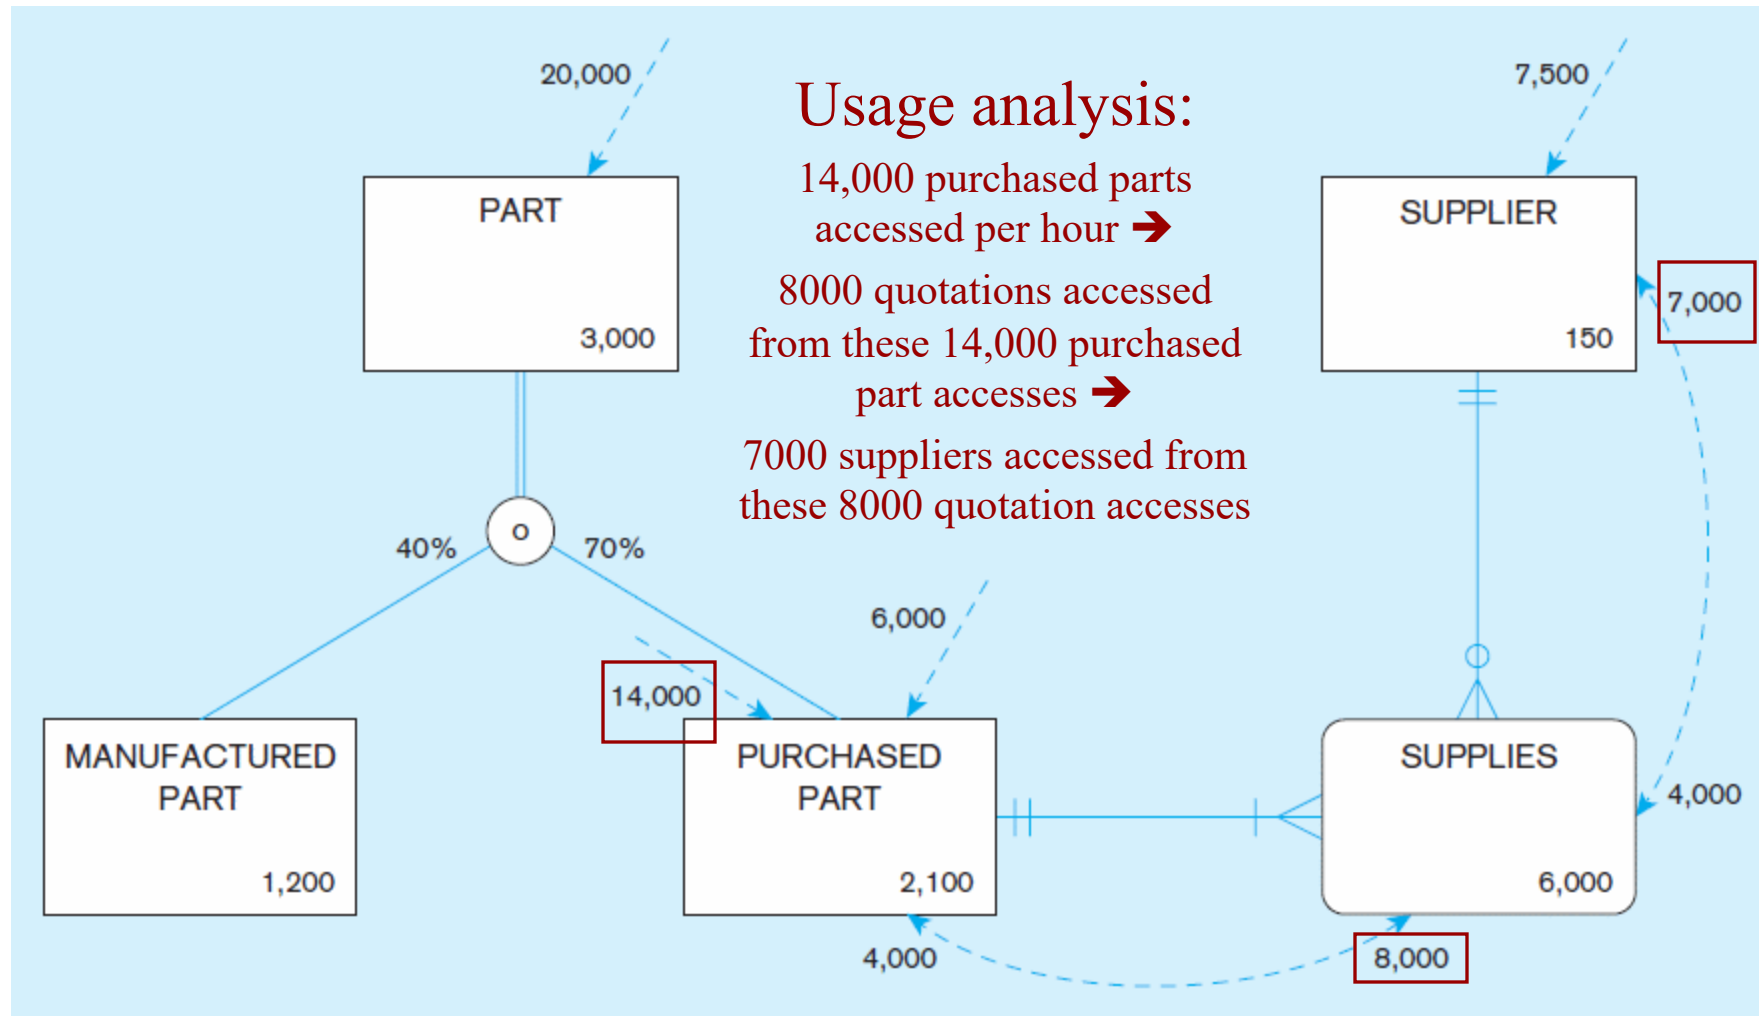 20,000
7,500
Usage analysis:
14,000 purchased parts
accessed per hour ➔
8000 quotations accessed
from these 14,000 purchased
part accesses ➔
7000 suppliers accessed from
these 8000 quotation accesses
PART
3,000
SUPPLIER
150
7,000
o
40%
70%
6,000
14,000
MANUFACTURED
PART
1,200
PURCHASED
PART
2,100
SUPPLIES
6,000
4,000
4,000
8,000